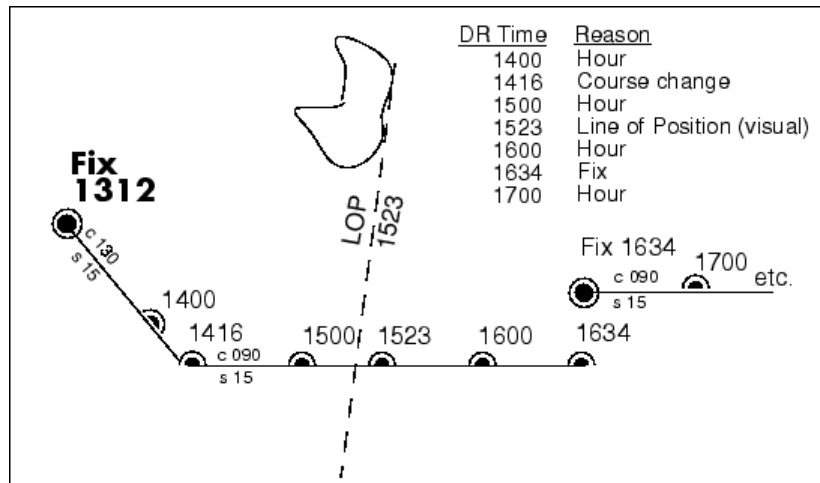 DR Time Reason
1400 Hour
1416 Course change
1500 Hour
1523 Line of Position (visual)
1600 Hour
1634 Fix
1700 Hour
Fix
1312
c 130
s 15
1400
1416
c 090
s 15
1500
LOP
1523
1523
1600
1634
Fix 1634
c 090
s 15
1700
etc.